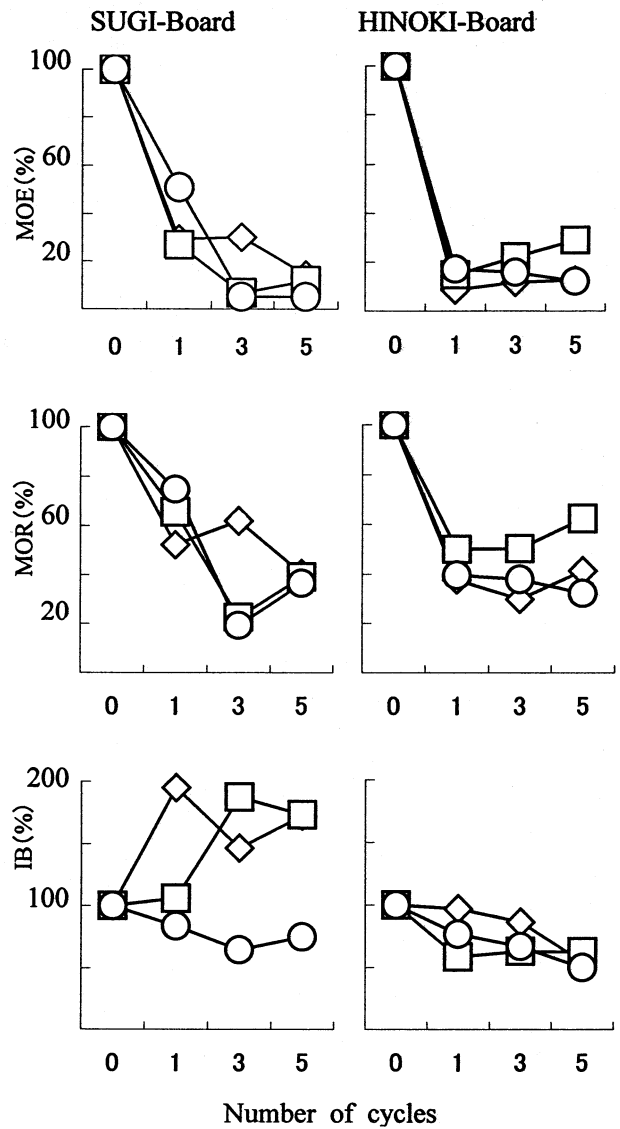 SUGI-Board HINOKI-Board
100
60
20
MOE(%)
0 1 3 5 0 1 3 5
100
60
20
MOR(%)
0 1 3 5 0 1 3 5
200
100
IB(%)
0 1 3 5 0 1 3 5
Number of cycles